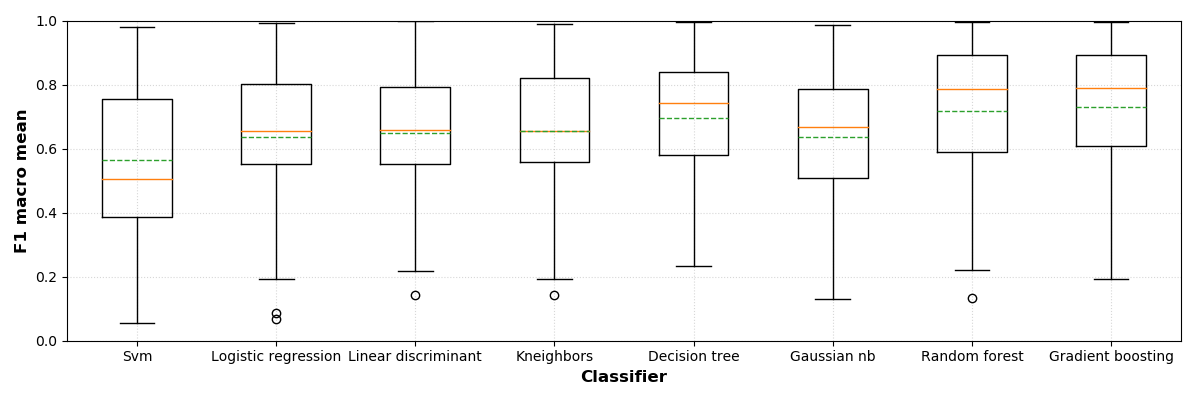 F1 macro mean
1.0
0.8
0.6
0.4
0.2
0.0
Svm Logistic regression Linear discriminant Kneighbors Decision tree Gaussian nb Random forest Gradient boosting
Classifier